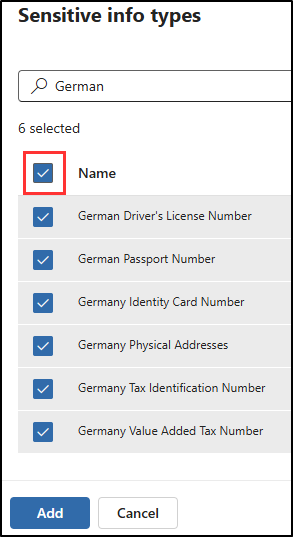 Sensitive info types
German
6 selected
Name
German Driver's License Number
German Passport Number
Germany Identity Card Number
Germany Physical Addresses
Germany Tax Identification Number
Germany Value Added Tax Number
Add Cancel